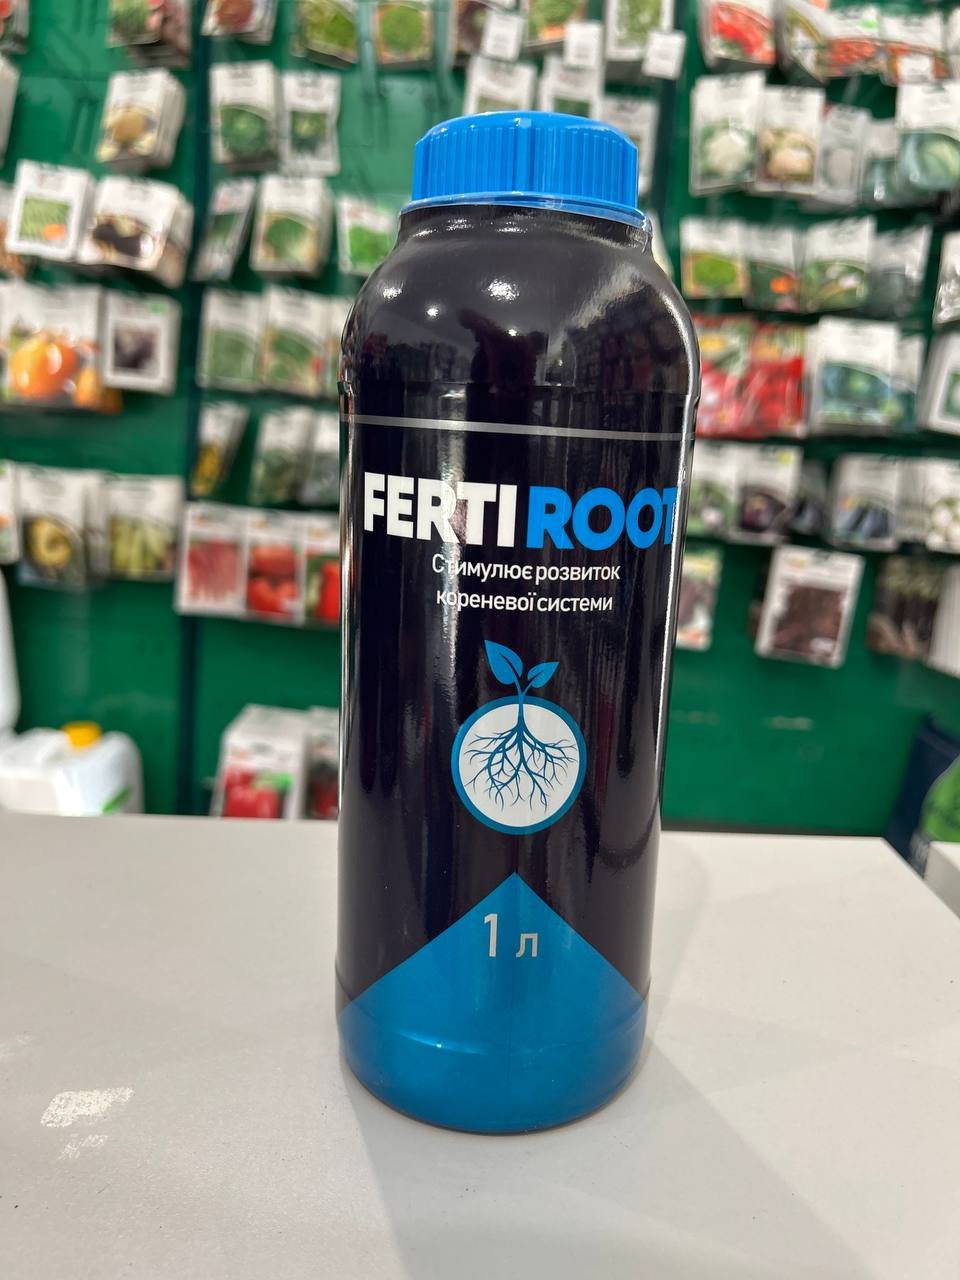 FERTI ROOT
Стимулює розвиток
кореневої системи
1 л